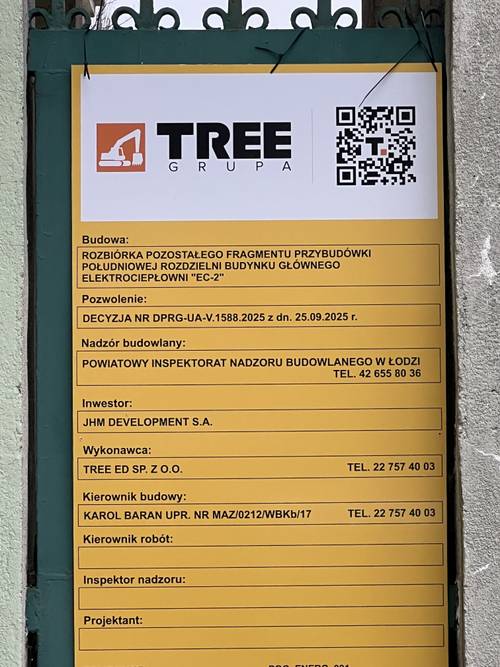 TREE
GRUPA
T.
Budowa:
ROZBIÓRKA POZOSTAŁEGO FRAGMENTU PRZYBUDÓWKI
POŁUDNIOWEJ ROZDZIELNI BUDYNKU GŁÓWNEGO
ELEKTROCIEPŁOWNI "EC-2"
Pozwolenie:
DECYZJA NR DPRG-UA-V.1588.2025 z dn. 25.09.2025 r.
Nadzór budowlany:
POWIATOWY INSPEKTORAT NADZORU BUDOWLANEGO W ŁODZI
TEL. 42 655 80 36
Inwestor:
JHM DEVELOPMENT S.A.
Wykonawca:
TREE ED SP. Z O.O. TEL. 22 757 40 03
Kierownik budowy:
KAROL BARAN UPR. NR MAZ/0212/WBKb/17 TEL. 22 757 40 03
Kierownik robót:
Inspektor nadzoru:
Projektant: